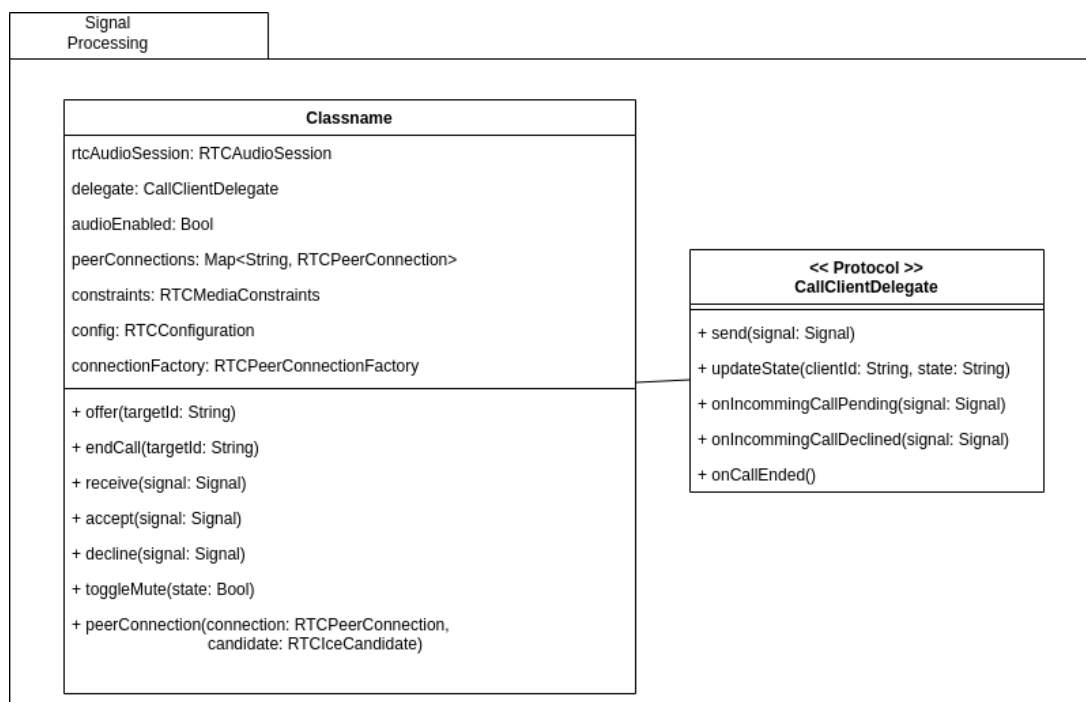 Signal
Processing
Classname
rtcAudioSession: RTCAudioSession
delegate: CallClientDelegate
audioEnabled: Bool
peerConnections: Map<String, RTCPeerConnection>
constraints: RTCMediaConstraints
config: RTCConfiguration
connectionFactory: RTCPeerConnectionFactory
+ offer(targetId: String)
+ endCall(targetId: String)
+ receive(signal: Signal)
+ accept(signal: Signal)
+ decline(signal: Signal)
+ toggleMute(state: Bool)
+ peerConnection(connection: RTCPeerConnection,
candidate: RTCIceCandidate)
<< Protocol >>
CallClientDelegate
+ send(signal: Signal)
+ updateState(clientId: String, state: String)
+ onIncommingCallPending(signal: Signal)
+ onIncommingCallDeclined(signal: Signal)
+ onCallEnded()